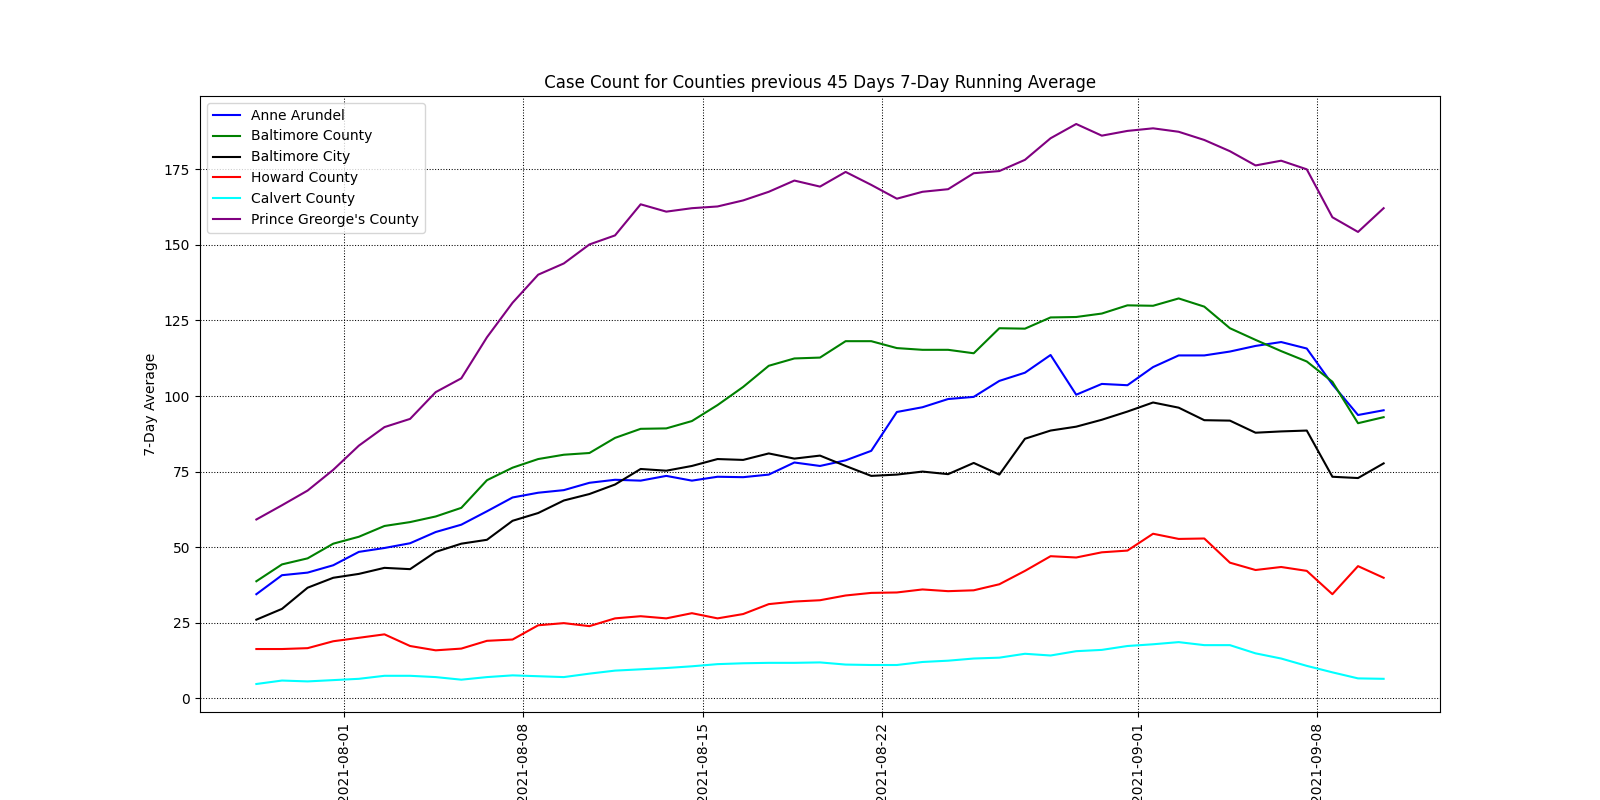 Case Count for Counties previous 45 Days 7-Day Running Average
Anne Arundel
Baltimore County
Baltimore City
Howard County
Calvert County
Prince Greorge's County
7-Day Average
175
150
125
100
75
50
25
0
2021-08-01
2021-08-08
2021-08-15
2021-08-22
2021-09-01
2021-09-08